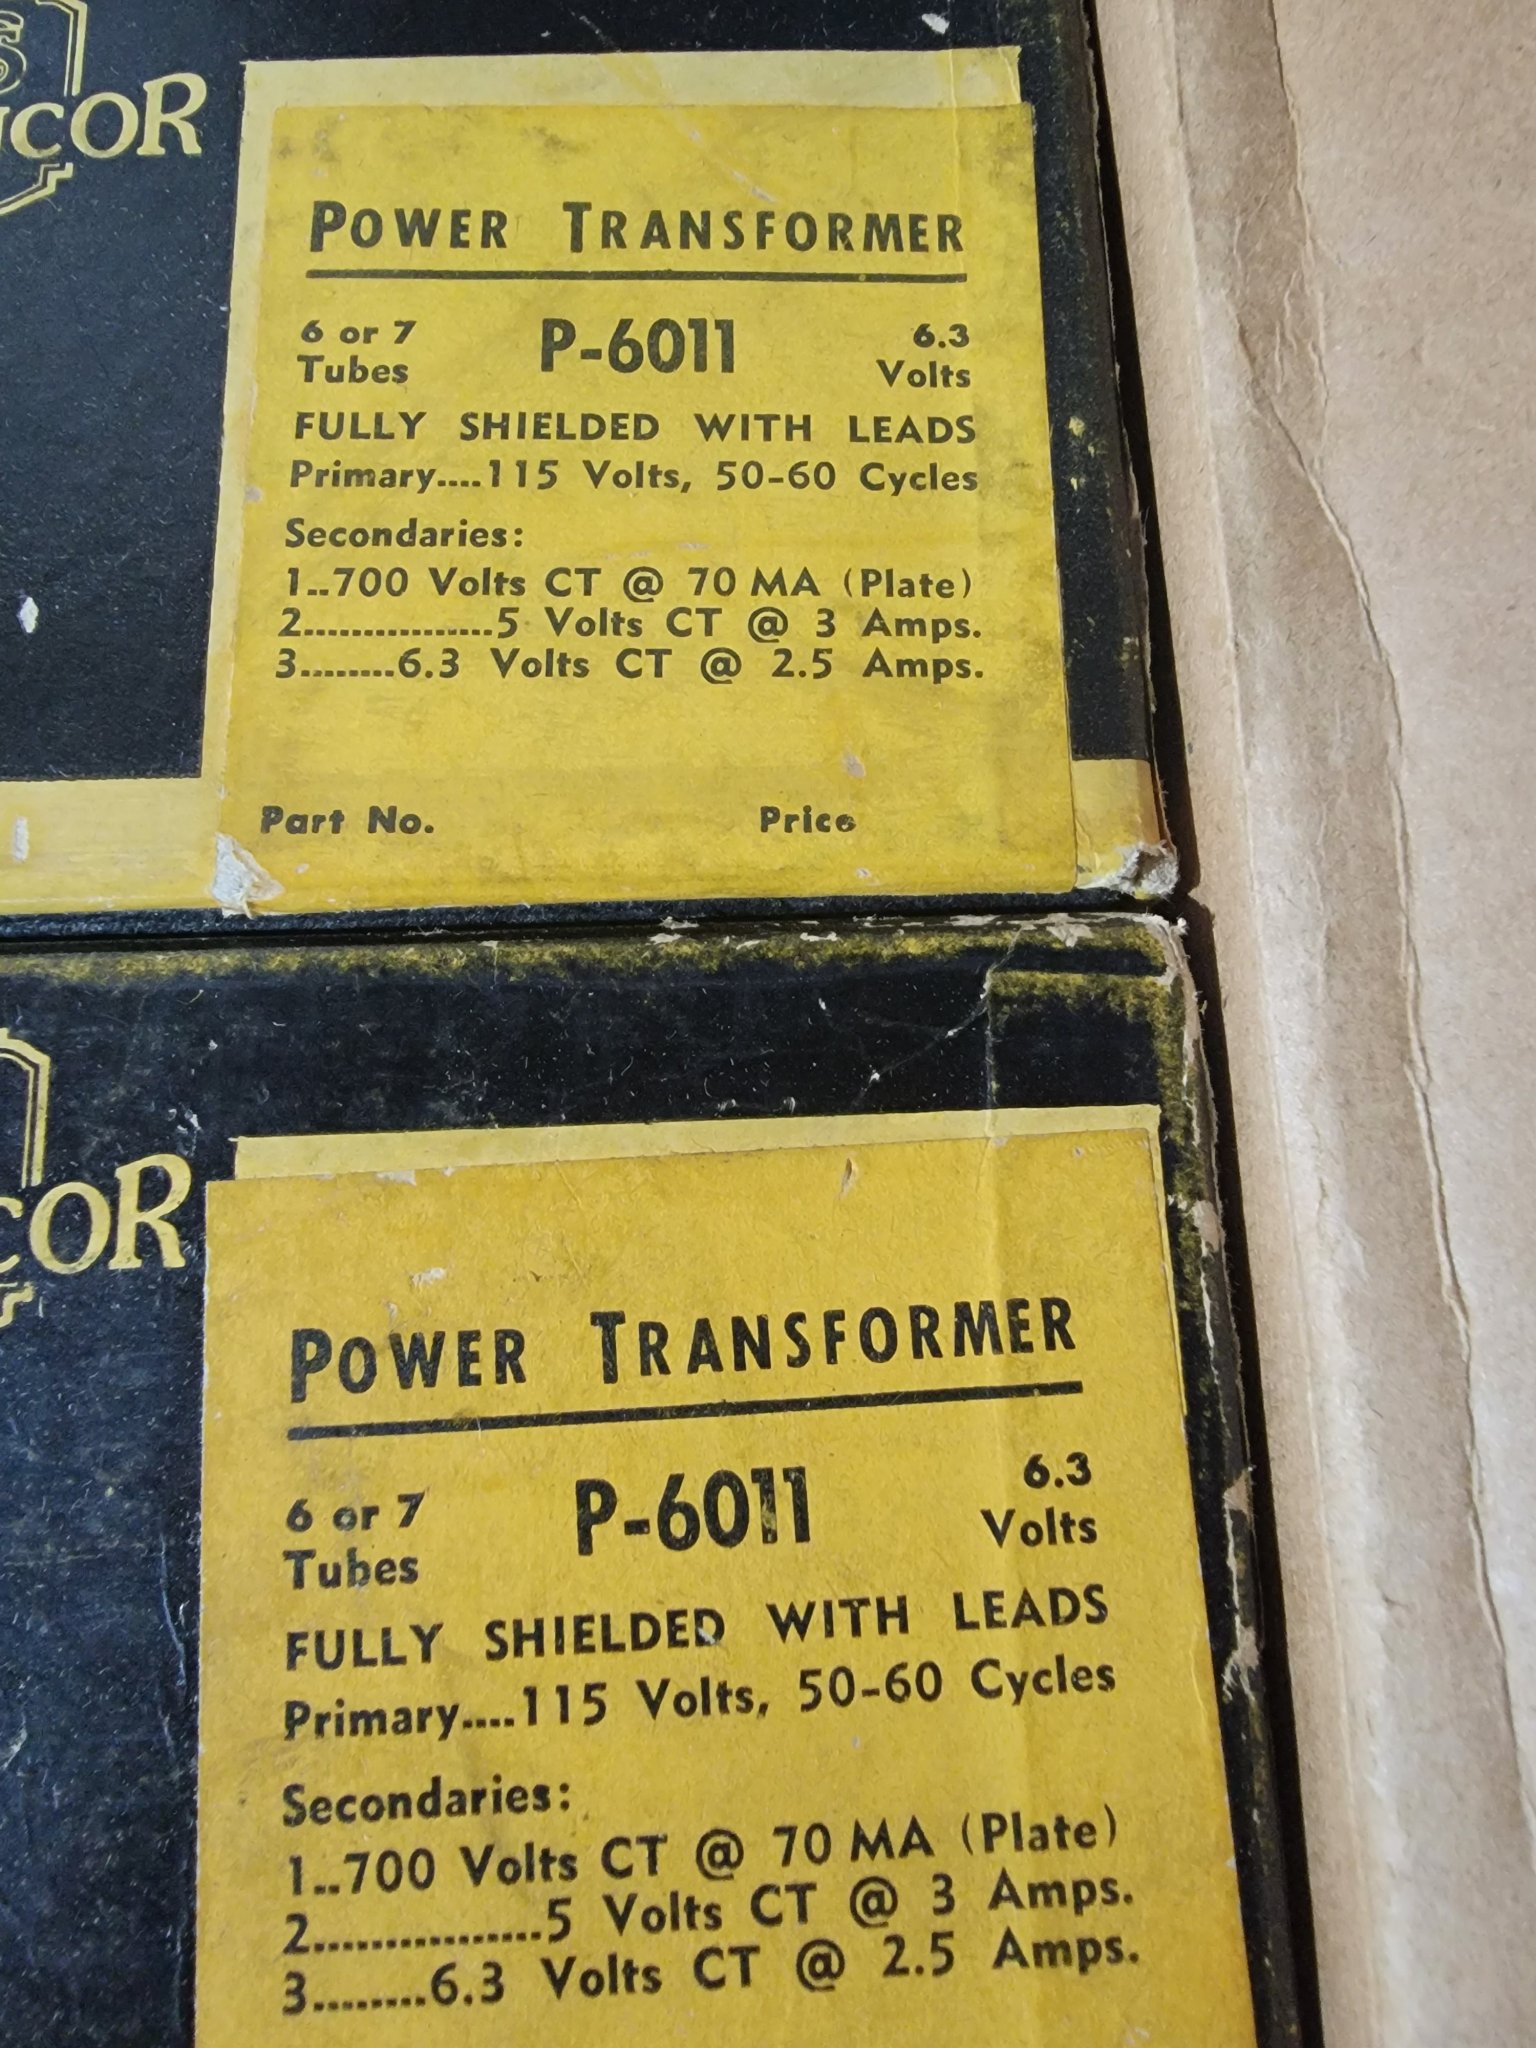 POWER TRANSFORMER
6 or 7 Tubes
P-6011
6.3 Volts
FULLY SHIELDED WITH LEADS
Primary....115 Volts, 50-60 Cycles
Secondaries:
1..700 Volts CT @ 70 MA (Plate)
2................5 Volts CT @ 3 Amps.
3........6.3 Volts CT @ 2.5 Amps.
Part No. Price
POWER TRANSFORMER
6 or 7 Tubes
P-6011
6.3 Volts
FULLY SHIELDED WITH LEADS
Primary....115 Volts, 50-60 Cycles
Secondaries:
1..700 Volts CT @ 70 MA (Plate)
2................5 Volts CT @ 3 Amps.
3........6.3 Volts CT @ 2.5 Amps.